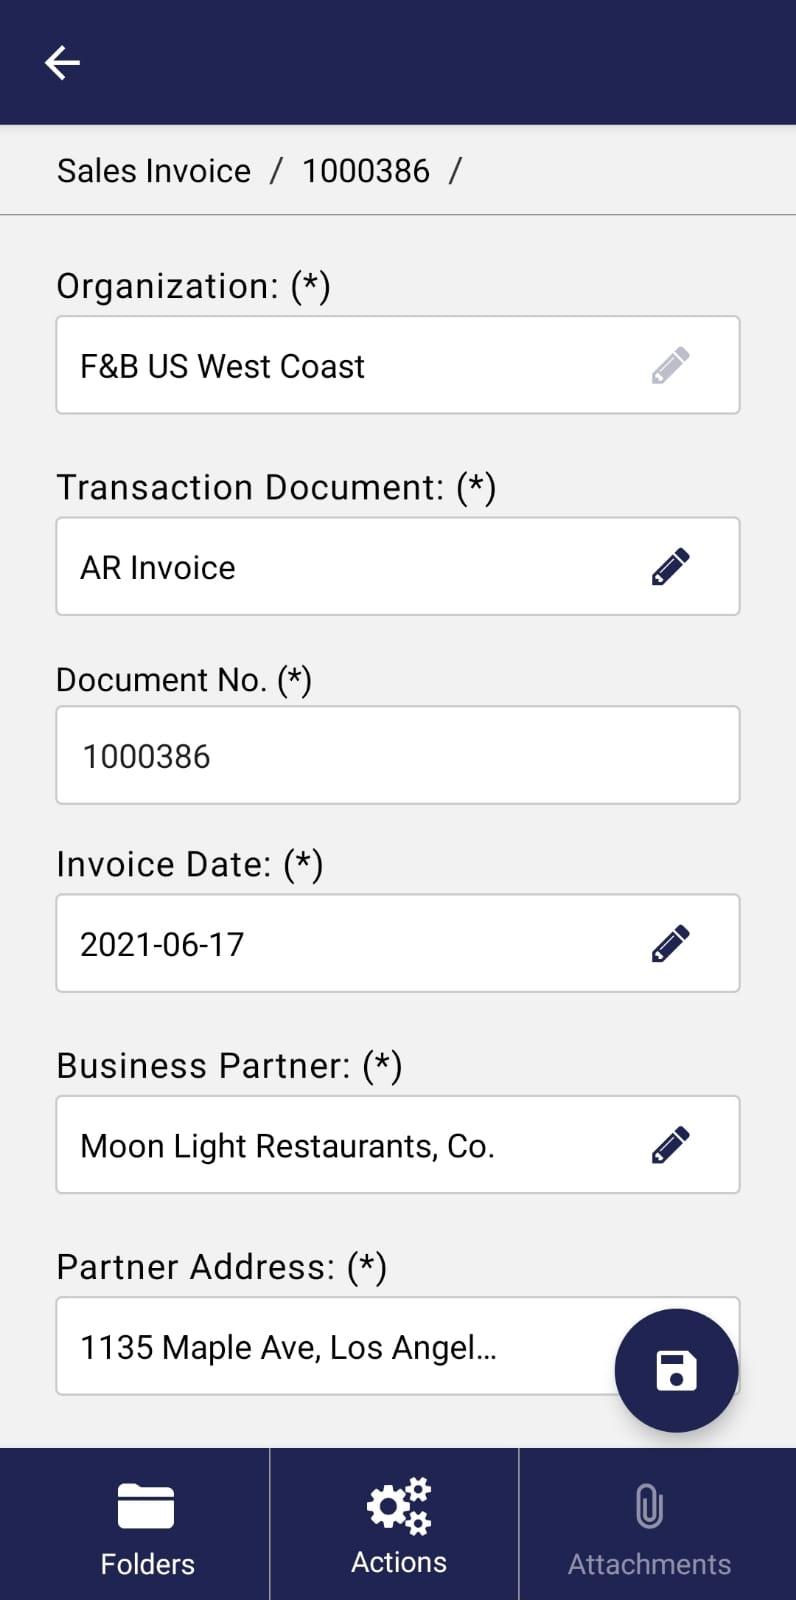 Sales Invoice / 1000386 /
Organization: (*)
F&B US West Coast
Transaction Document: (*)
AR Invoice
Document No. (*)
1000386
Invoice Date: (*)
2021-06-17
Business Partner: (*)
Moon Light Restaurants, Co.
Partner Address: (*)
1135 Maple Ave, Los Angel...
Folders
Actions
Attachments